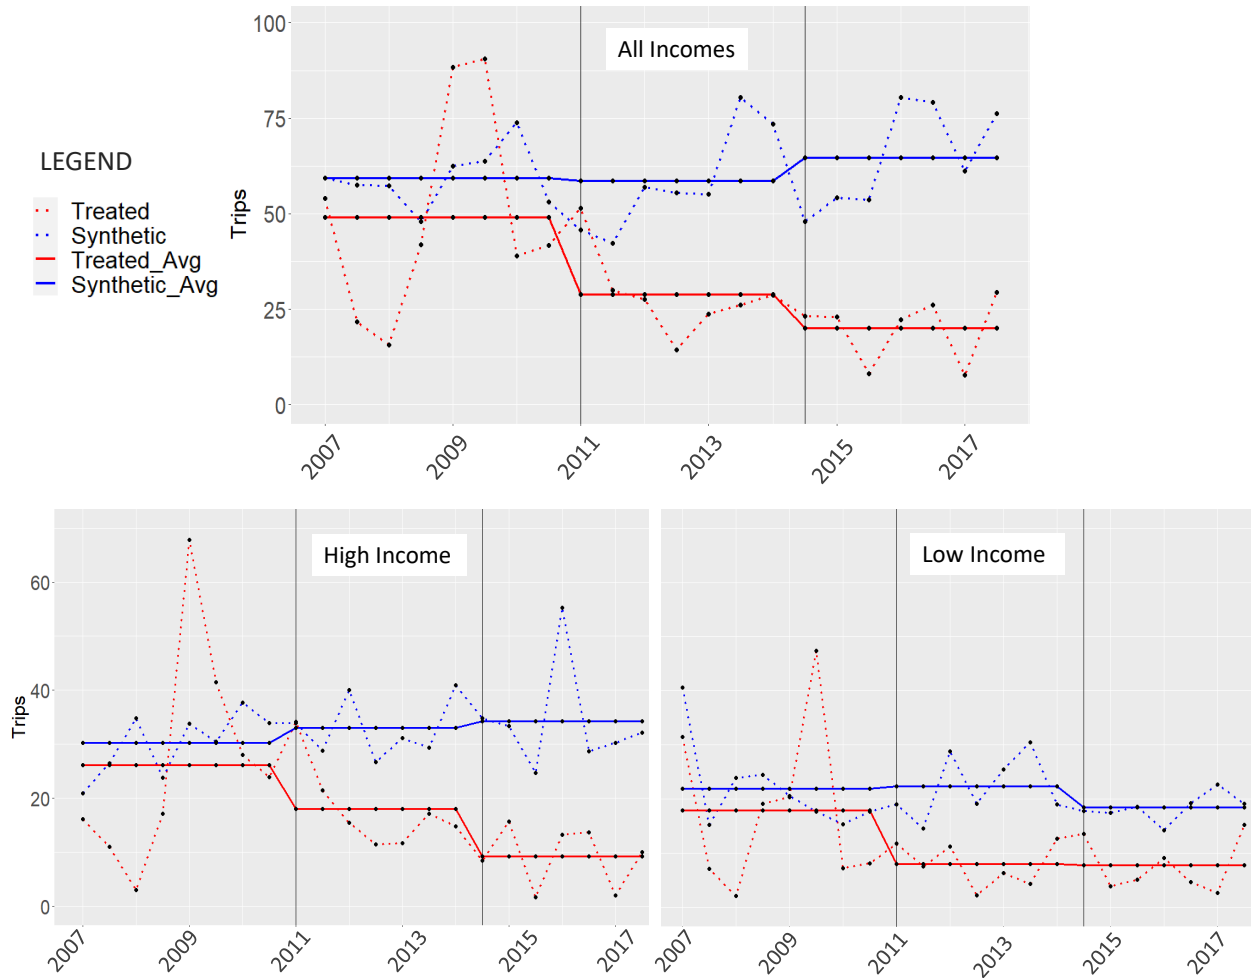 All Incomes
100
75
50
25
0
Trips
2007
2009
2011
2013
2015
2017
LEGEND
Treated
Synthetic
Treated_Avg
Synthetic_Avg
High Income
60
40
20
0
Trips
2007
2009
2011
2013
2015
2017
Low Income
2007
2009
2011
2013
2015
2017